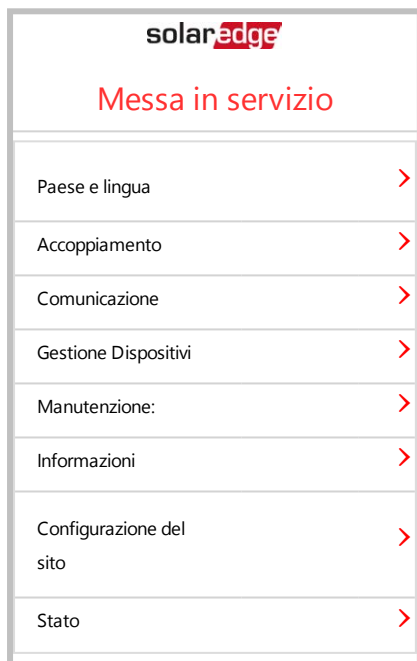 solaredge
Messa in servizio
Paese e lingua
Accoppiamento
Comunicazione
Gestione Dispositivi
Manutenzione:
Informazioni
Configurazione del
sito
Stato